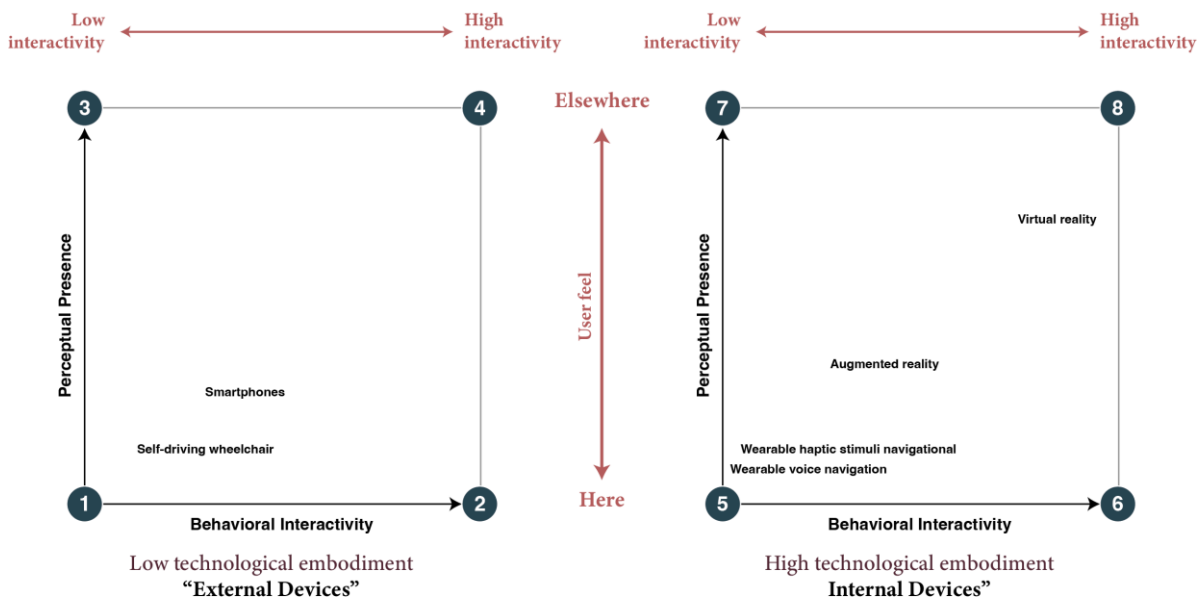 Low
interactivity
High
interactivity
Low
interactivity
High
interactivity
3
4
Elsewhere
7
8
Perceptual Presence
User feel
Perceptual Presence
Virtual reality
Smartphones
Augmented reality
Self-driving wheelchair
Wearable haptic stimuli navigational
Wearable voice navigation
1
2
Here
5
6
Behavioral Interactivity
Behavioral Interactivity
Low technological embodiment
“External Devices”
High technological embodiment
Internal Devices”